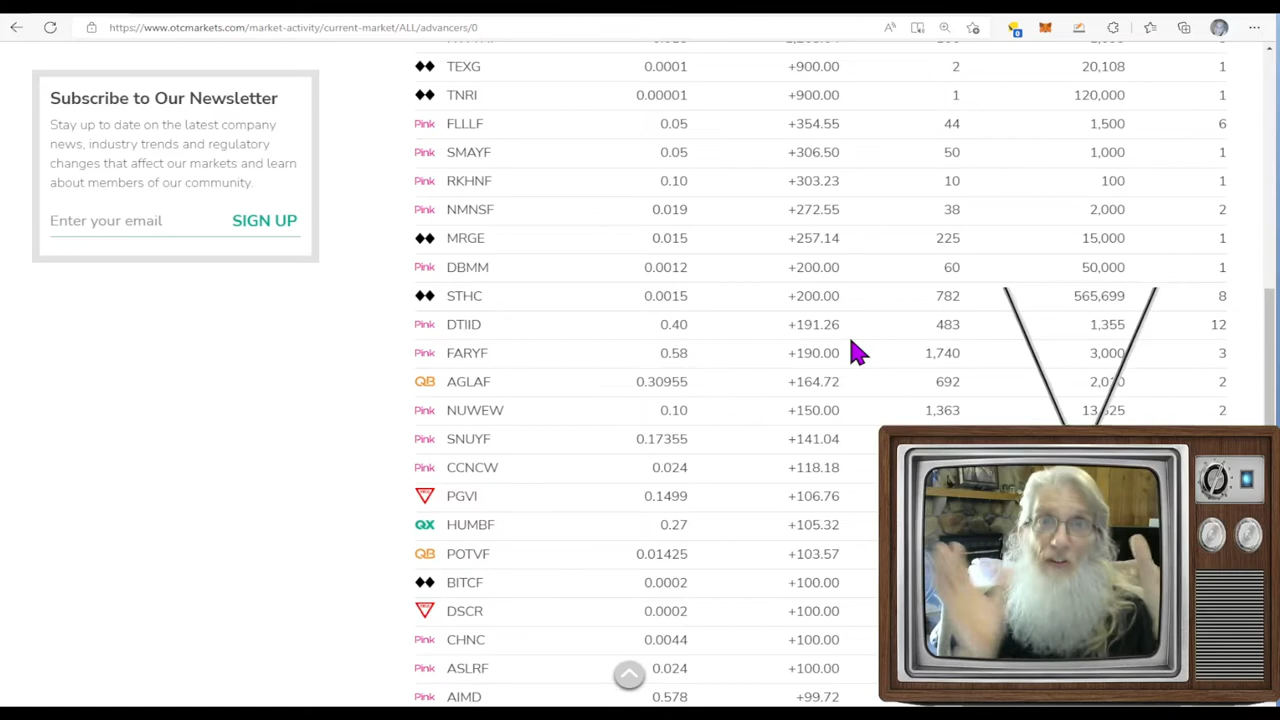 https://www.otcmarkets.com/market-activity/current-market/ALL/advancers/0
Subscribe to Our Newsletter
Stay up to date on the latest company
news, industry trends and regulatory
changes that affect our markets and learn
about members of our community.
Enter your email SIGN UP
TEXG 0.0001 +900.00 2 20,108 1
TNRI 0.00001 +900.00 1 120,000 1
Pink FLLLF 0.05 +354.55 44 1,500 6
Pink SMAYF 0.05 +306.50 50 1,000 1
Pink RKHNF 0.10 +303.23 10 100 1
Pink NMNSF 0.019 +272.55 38 2,000 2
MRGE 0.015 +257.14 225 15,000 1
Pink DBMM 0.0012 +200.00 60 50,000 1
STHC 0.0015 +200.00 782 565,699 8
Pink DTIID 0.40 +191.26 483 1,355 12
Pink FARYF 0.58 +190.00 1,740 3,000 3
QB AGLAF 0.30955 +164.72 692 2
Pink NUWEW 0.10 +150.00 1,363 2
Pink SNUYF 0.17355 +141.04
Pink CCNCW 0.024 +118.18
PGVI 0.1499 +106.76
QX HUMBF 0.27 +105.32
QB POTVF 0.01425 +103.57
BITCF 0.0002 +100.00
DSCR 0.0002 +100.00
Pink CHNC 0.0044 +100.00
Pink ASLRF 0.024 +100.00
Pink AIMD 0.578 +99.72